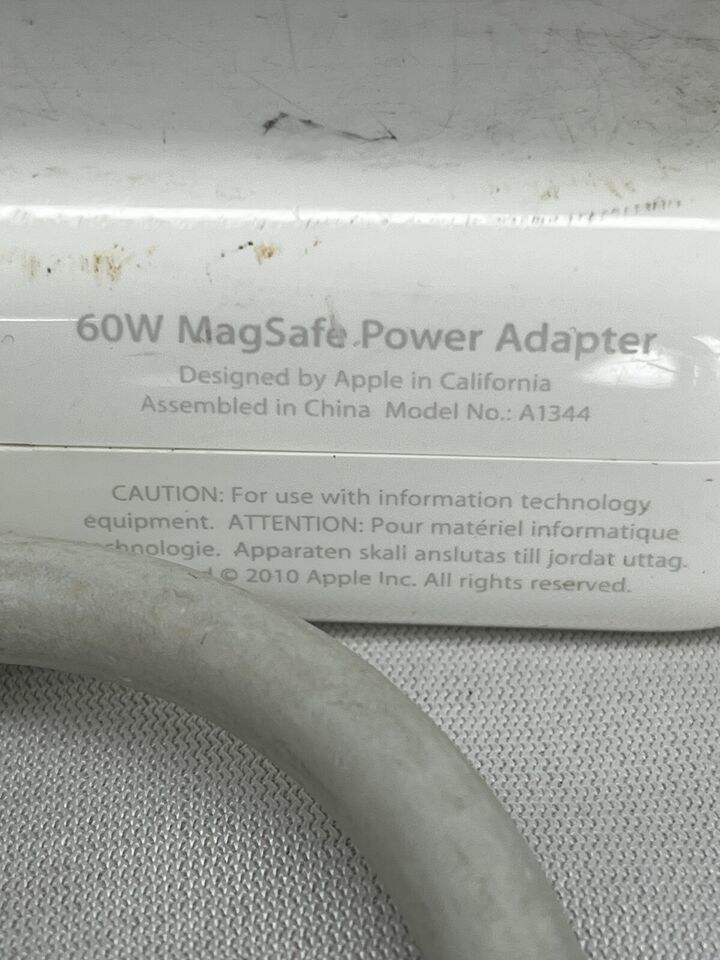 60W MagSafe Power Adapter
Designed by Apple in California
Assembled in China Model No.: A1344
CAUTION: For use with information technology
equipment. ATTENTION: Pour matériel informatique
chnologie. Apparaten skall anslutas till jordat uttag.
© 2010 Apple Inc. All rights reserved.